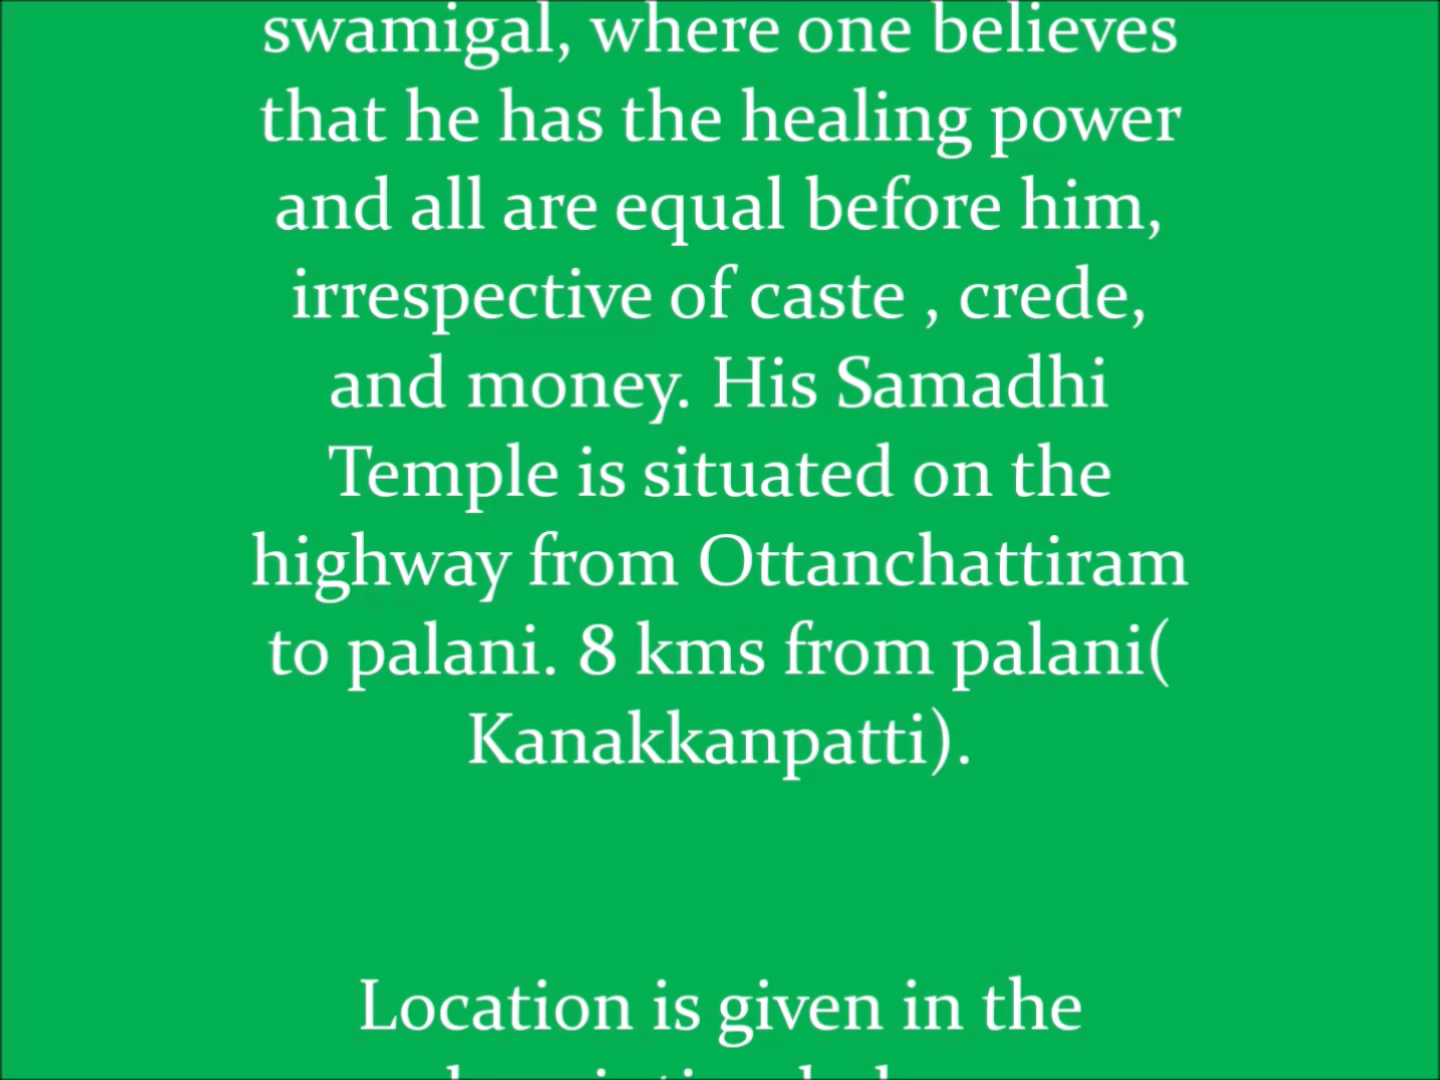 swamigal, where one believes
that he has the healing power
and all are equal before him,
irrespective of caste , crede,
and money. His Samadhi
Temple is situated on the
highway from Ottanchattiram
to palani. 8 kms from palani(
Kanakkanpatti).
Location is given in the